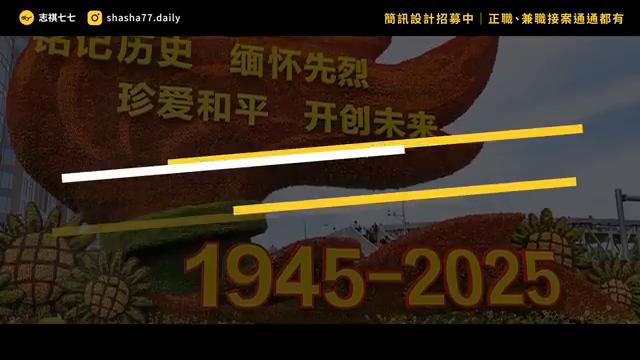 志祺七七
shasha77.daily
簡訊設計招募中｜正職、兼職接案通通都有
铭记历史 缅怀先烈
珍爱和平 开创未来
1945-2025